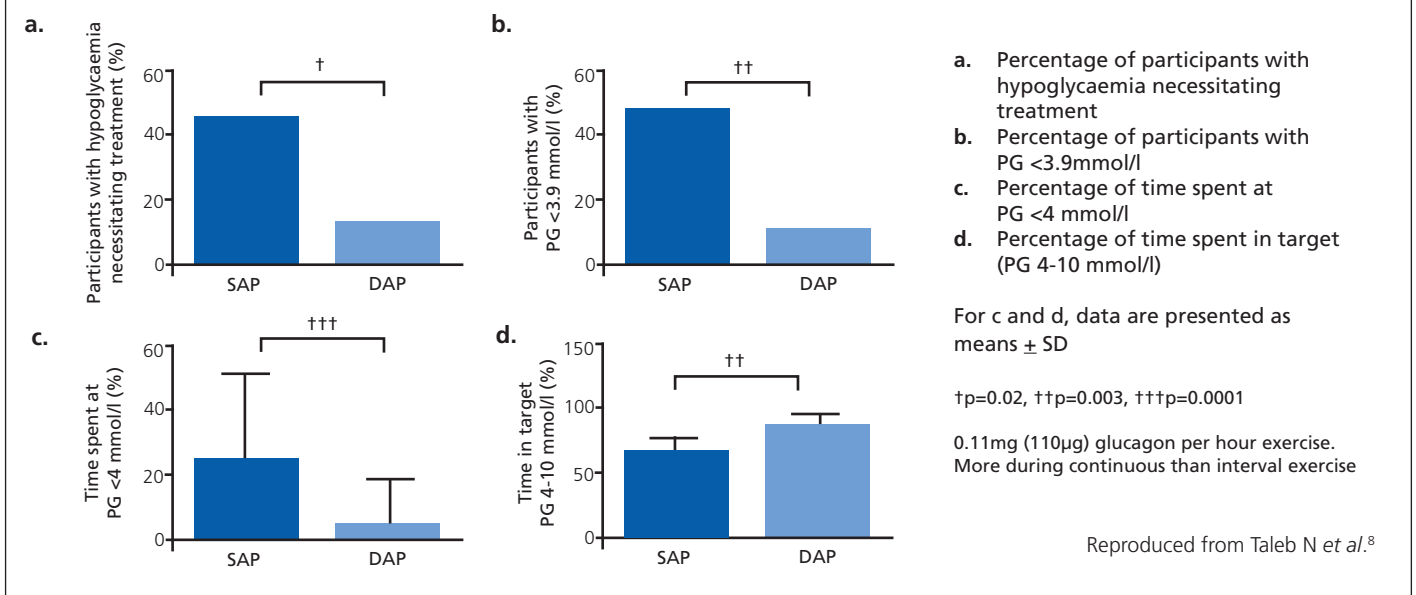 a.
Participants with hypoglycaemia
necessitating treatment (%)
60
40
20
0
†
SAP
DAP
b.
Participants with
PG <3.9 mmol/l (%)
60
40
20
0
††
SAP
DAP
c.
Time spent at
PG <4 mmol/l (%)
60
40
20
0
†††
SAP
DAP
d.
Time in target
PG 4-10 mmol/l (%)
150
100
50
0
††
SAP
DAP
a. Percentage of participants with
hypoglycaemia necessitating
treatment
b. Percentage of participants with
PG <3.9mmol/l
c. Percentage of time spent at
PG <4 mmol/l
d. Percentage of time spent in target
(PG 4-10 mmol/l)
For c and d, data are presented as
means ± SD
†p=0.02, ††p=0.003, †††p=0.0001
0.11mg (110µg) glucagon per hour exercise.
More during continuous than interval exercise
Reproduced from Taleb N et al.⁸